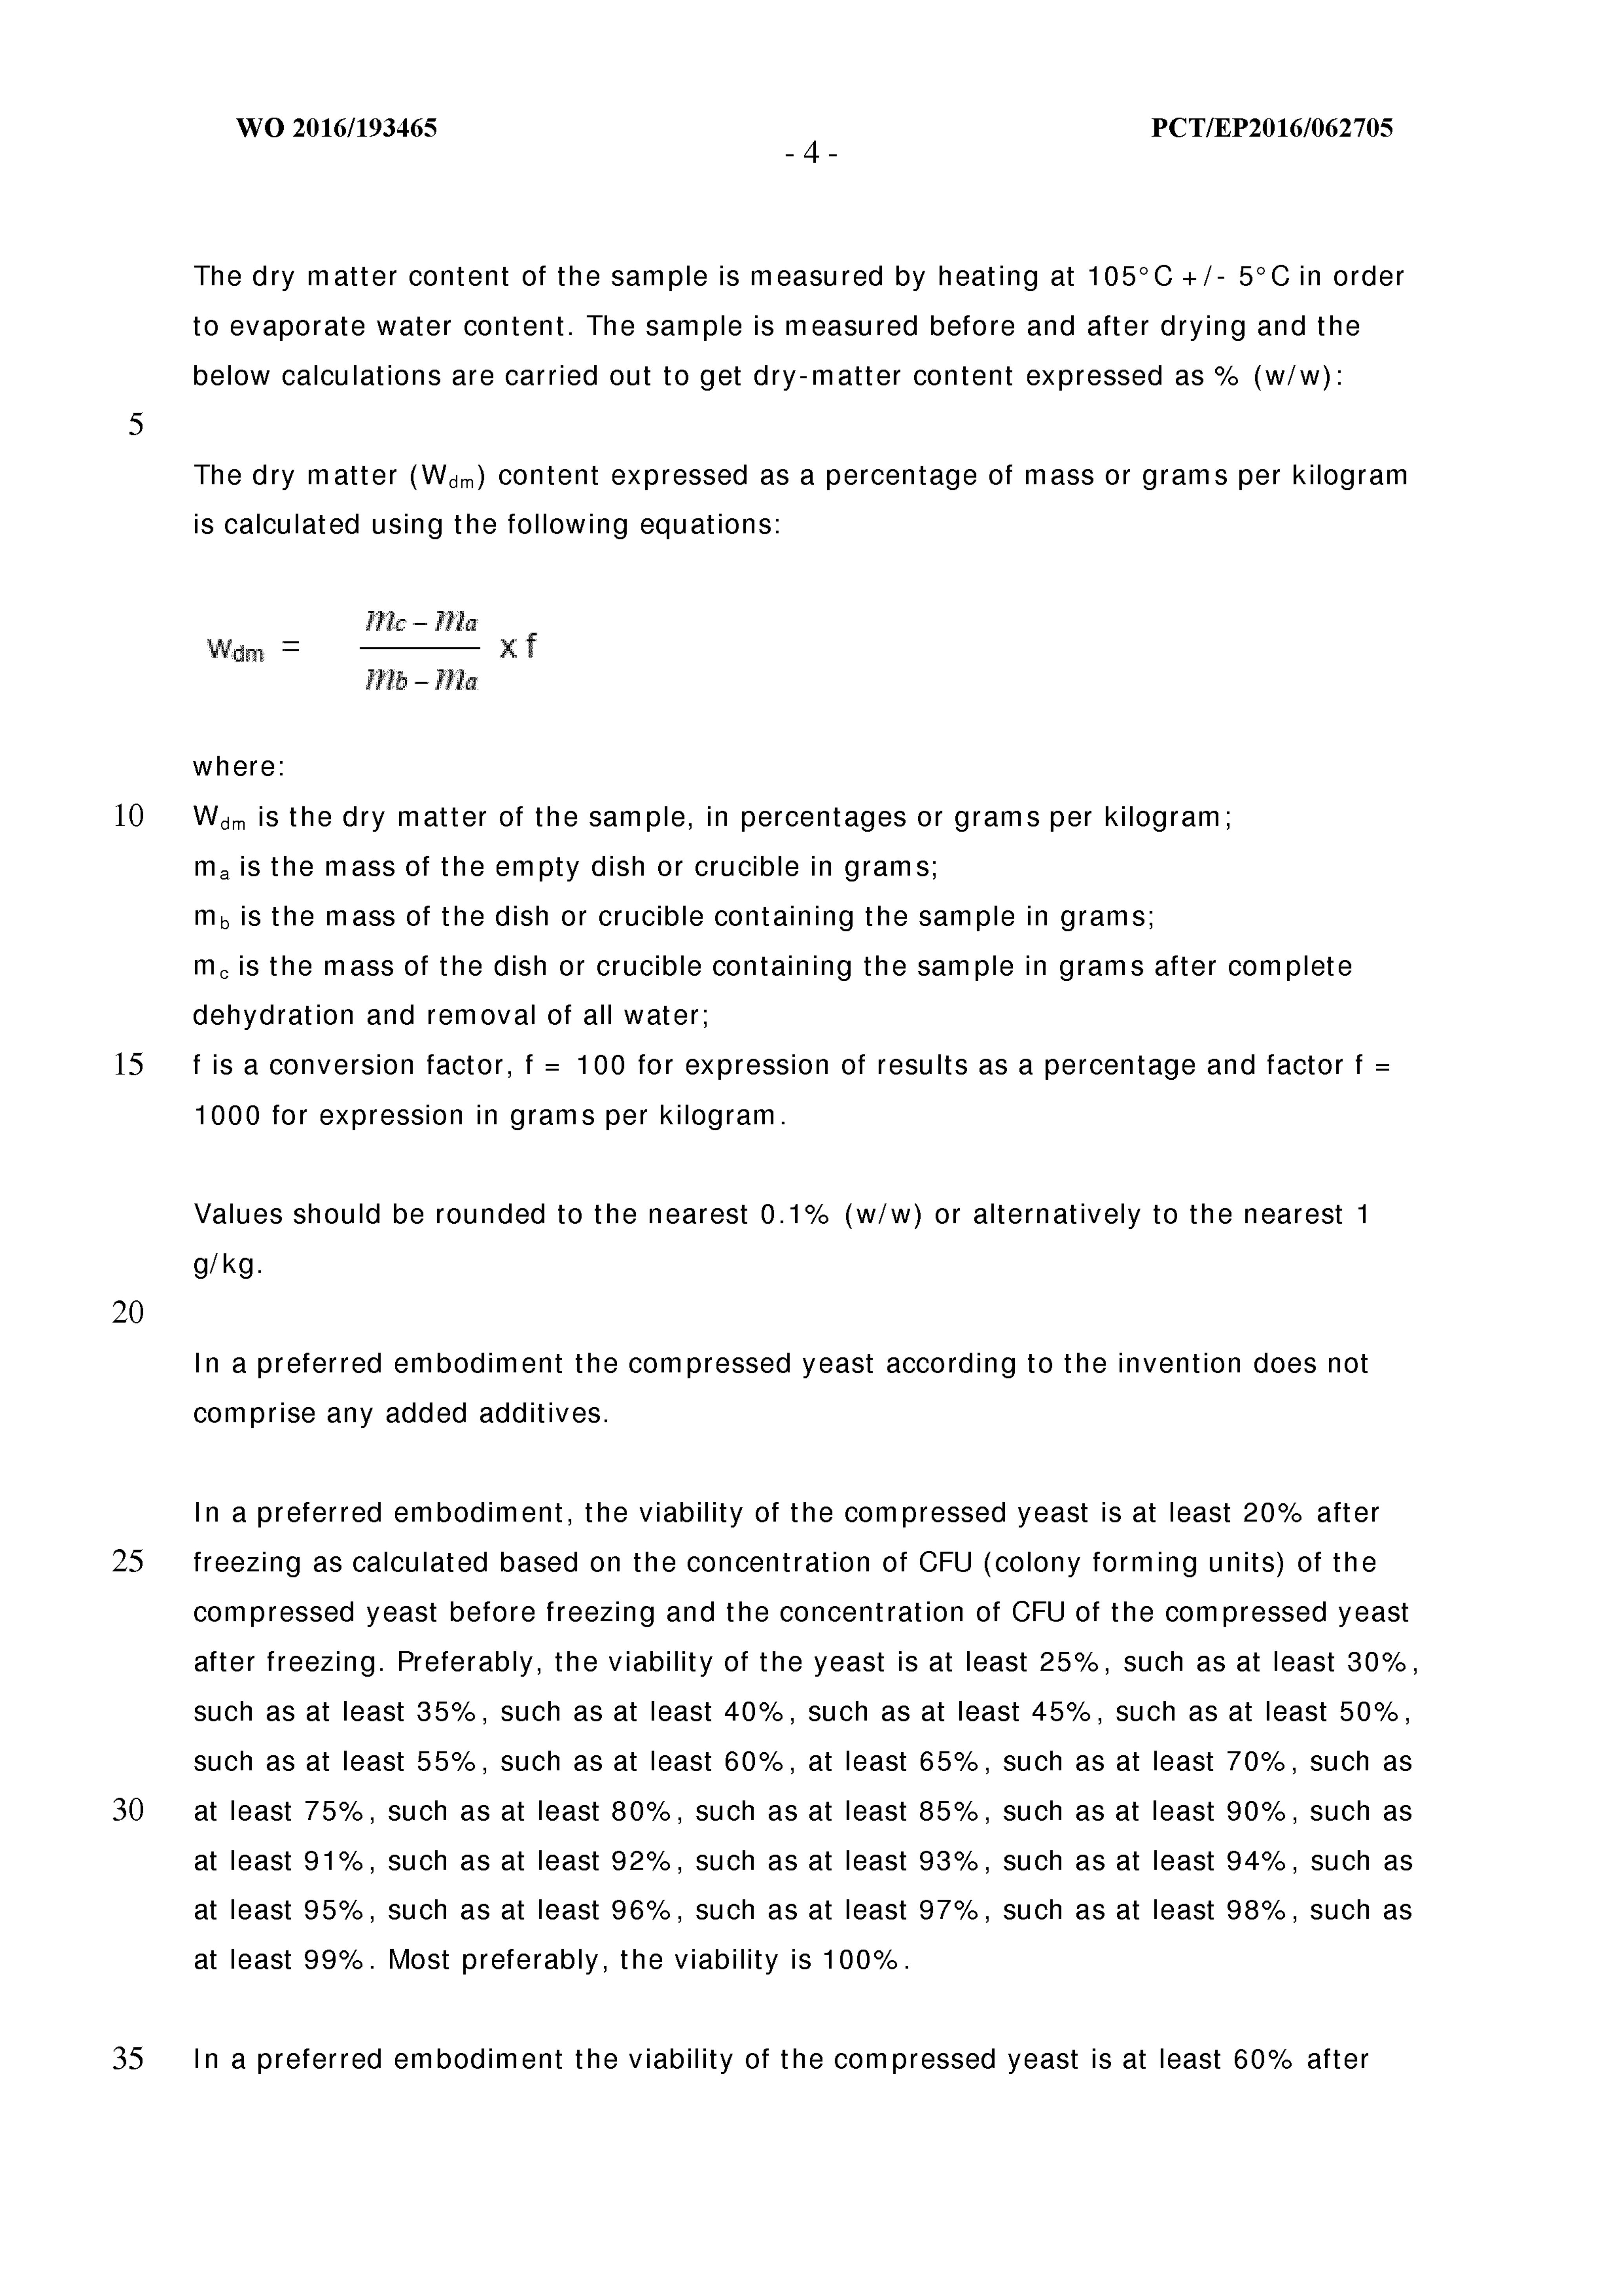 WO 2016/193465 PCT/EP2016/062705
- 4 -
The dry matter content of the sample is measured by heating at 105°C +/- 5°C in order
to evaporate water content. The sample is measured before and after drying and the
below calculations are carried out to get dry-matter content expressed as % (w/w):
5
The dry matter (Wdm) content expressed as a percentage of mass or grams per kilogram
is calculated using the following equations:
mc – ma
wdm = x f
mb – ma
where:
10 Wdm is the dry matter of the sample, in percentages or grams per kilogram;
ma is the mass of the empty dish or crucible in grams;
mb is the mass of the dish or crucible containing the sample in grams;
mc is the mass of the dish or crucible containing the sample in grams after complete
dehydration and removal of all water;
15 f is a conversion factor, f = 100 for expression of results as a percentage and factor f =
1000 for expression in grams per kilogram.
Values should be rounded to the nearest 0.1% (w/w) or alternatively to the nearest 1
g/kg.
20
In a preferred embodiment the compressed yeast according to the invention does not
comprise any added additives.
In a preferred embodiment, the viability of the compressed yeast is at least 20% after
25 freezing as calculated based on the concentration of CFU (colony forming units) of the
compressed yeast before freezing and the concentration of CFU of the compressed yeast
after freezing. Preferably, the viability of the yeast is at least 25%, such as at least 30%,
such as at least 35%, such as at least 40%, such as at least 45%, such as at least 50%,
such as at least 55%, such as at least 60%, at least 65%, such as at least 70%, such as
30 at least 75%, such as at least 80%, such as at least 85%, such as at least 90%, such as
at least 91%, such as at least 92%, such as at least 93%, such as at least 94%, such as
at least 95%, such as at least 96%, such as at least 97%, such as at least 98%, such as
at least 99%. Most preferably, the viability is 100%.
35 In a preferred embodiment the viability of the compressed yeast is at least 60% after